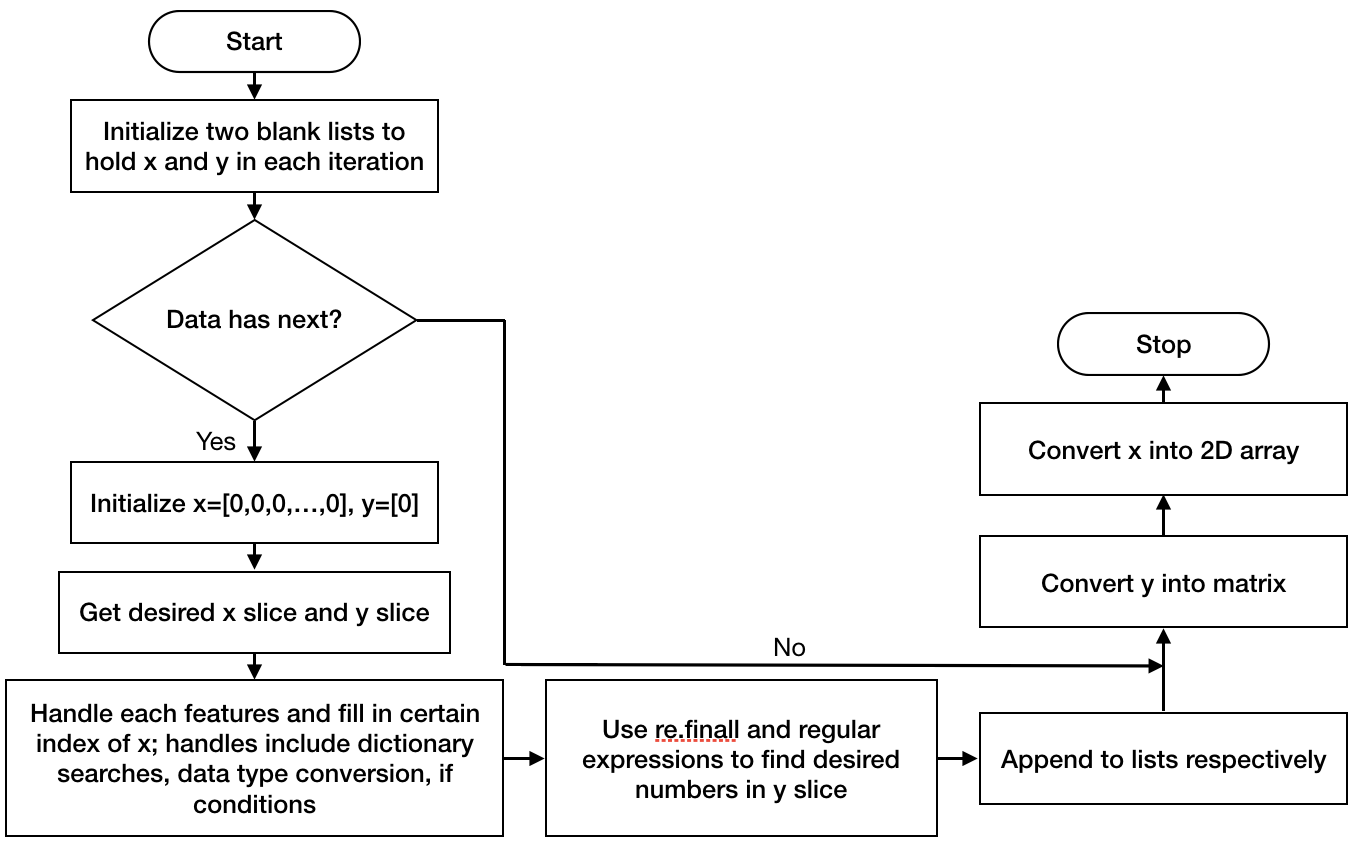 Start
Initialize two blank lists to
hold x and y in each iteration
Data has next?
Yes
Initialize x=[0,0,0,…,0], y=[0]
Get desired x slice and y slice
Handle each features and fill in certain
index of x; handles include dictionary
searches, data type conversion, if
conditions
Use re.finall and regular
expressions to find desired
numbers in y slice
Append to lists respectively
No
Convert y into matrix
Convert x into 2D array
Stop